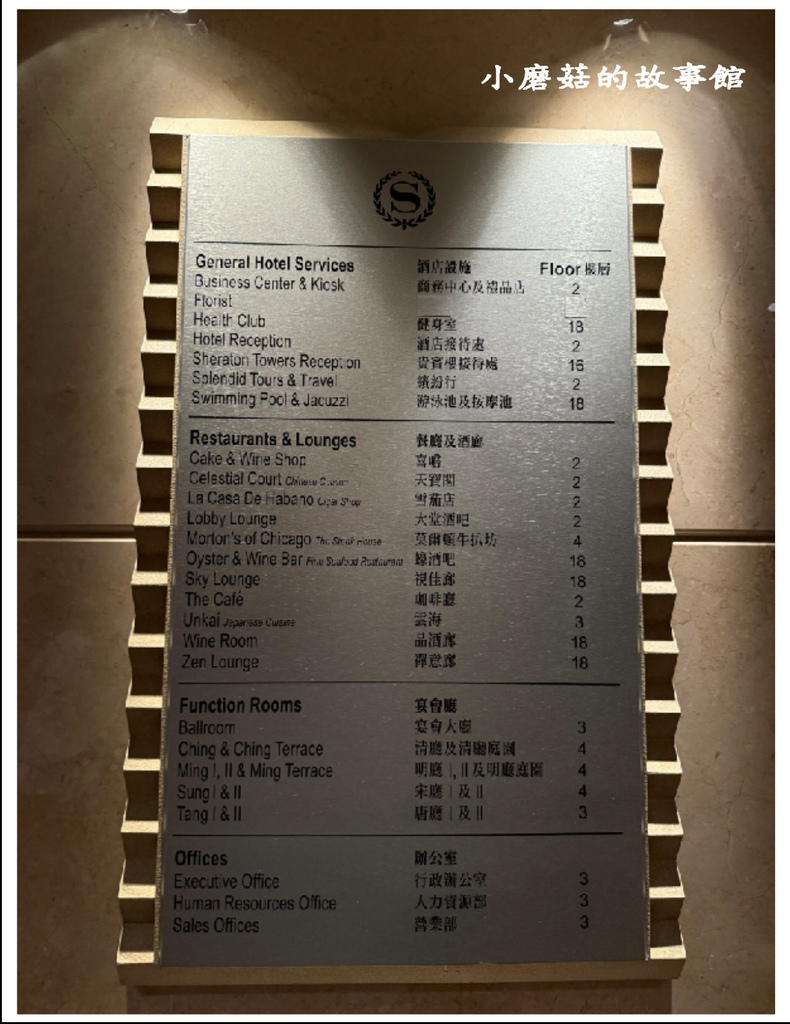 小磨菇的故事館
S
General Hotel Services 酒店設施 Floor 樓層
Business Center & Kiosk 商務中心及禮品店 2
Florist
Health Club 健身室 18
Hotel Reception 酒店接待處 2
Sheraton Towers Reception 貴賓樓接待處 16
Splendid Tours & Travel 繽紛行 2
Swimming Pool & Jacuzzi 游泳池及按摩池 18
Restaurants & Lounges 餐廳及酒廊
Cake & Wine Shop 喜嚐 2
Celestial Court Chinese Cuisine 天寶閣 2
La Casa De Habano Cigar Shop 雪茄店 2
Lobby Lounge 大堂酒吧 2
Morton's of Chicago The Steak House 莫爾頓牛扒坊 4
Oyster & Wine Bar Fine Seafood Restaurant 蠔酒吧 18
Sky Lounge 視佳廊 18
The Café 咖啡廳 2
Unkai Japanese Cuisine 雲海 3
Wine Room 品酒廊 18
Zen Lounge 禪意廊 18
Function Rooms 宴會廳
Ballroom 宴會大廳 3
Ching & Ching Terrace 清廳及清廳庭園 4
Ming I, II & Ming Terrace 明廳 I, II 及明廳庭園 4
Sung I & II 宋廳 I 及 II 4
Tang I & II 唐廳 I 及 II 3
Offices 辦公室
Executive Office 行政辦公室 3
Human Resources Office 人力資源部 3
Sales Offices 營業部 3